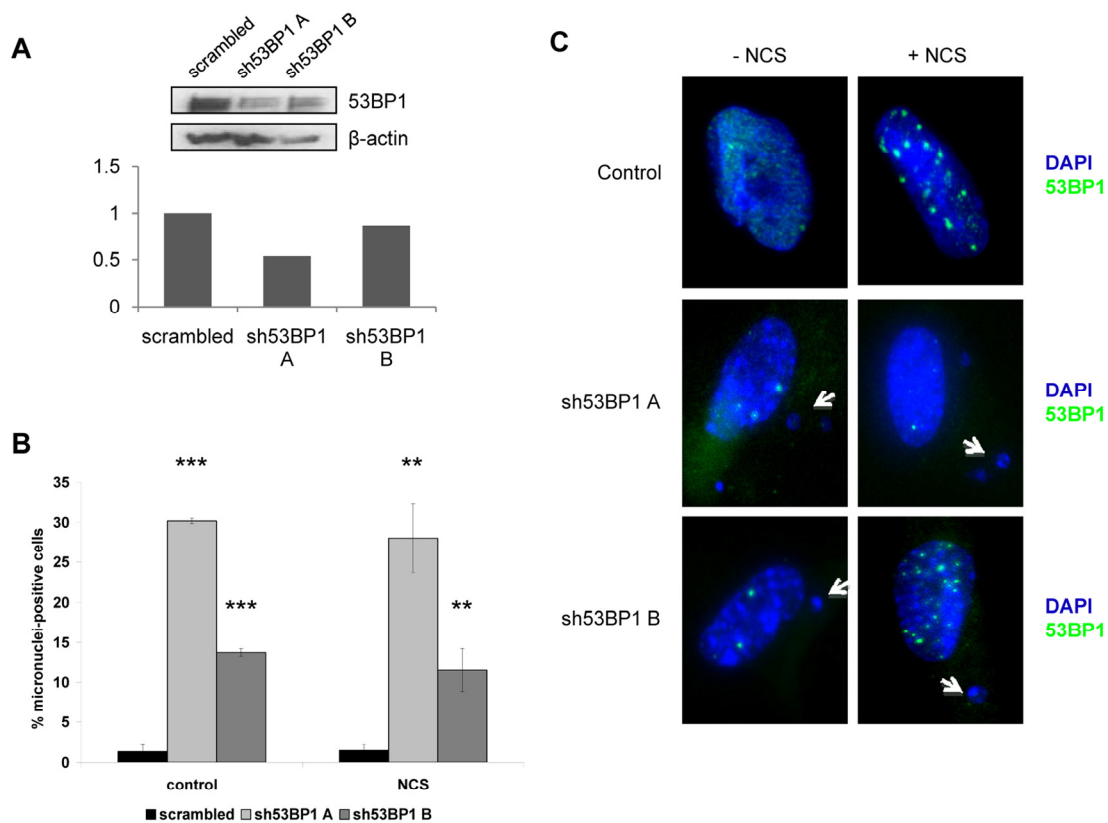 A
scrambled
sh53BP1 A
sh53BP1 B
53BP1
β-actin
1.5
1
0.5
0
scrambled
sh53BP1
A
sh53BP1
B
B
***
***
**
**
35
30
25
20
15
10
5
0
% micronuclei-positive cells
control
NCS
scrambled
sh53BP1 A
sh53BP1 B
C
- NCS
+ NCS
Control
DAPI
53BP1
sh53BP1 A
DAPI
53BP1
sh53BP1 B
DAPI
53BP1